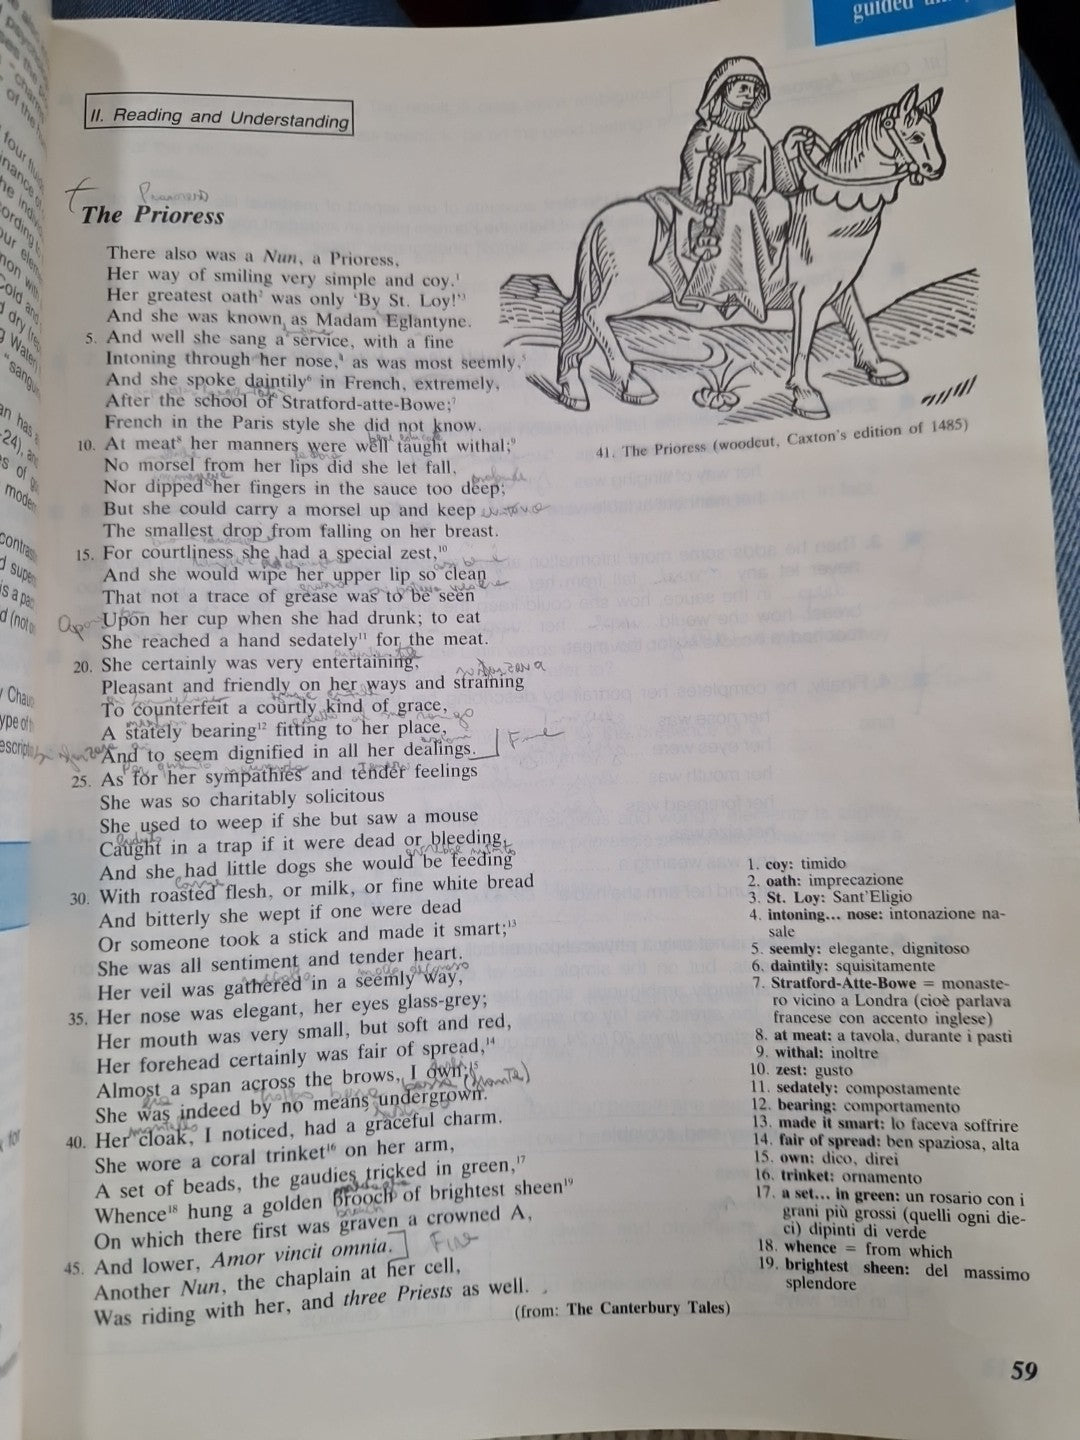 guided
II. Reading and Understanding
The Prioress
There also was a Nun, a Prioress,
Her way of smiling very simple and coy.¹
Her greatest oath² was only 'By St. Loy!'³
And she was known as Madam Eglantyne.
5. And well she sang a service, with a fine
Intoning through her nose,⁴ as was most seemly,⁵
And she spoke daintily⁶ in French, extremely,
After the school of Stratford-atte-Bowe;⁷
French in the Paris style she did not know.
10. At meat⁸ her manners were well taught withal;⁹
No morsel from her lips did she let fall,
Nor dipped her fingers in the sauce too deep;
But she could carry a morsel up and keep
The smallest drop from falling on her breast.
15. For courtliness she had a special zest,¹⁰
And she would wipe her upper lip so clean
That not a trace of grease was to be seen
Upon her cup when she had drunk; to eat
She reached a hand sedately¹¹ for the meat.
20. She certainly was very entertaining,
Pleasant and friendly on her ways and straining
To counterfeit a courtly kind of grace,
A stately bearing¹² fitting to her place,
And to seem dignified in all her dealings.
Fine
25. As for her sympathies and tender feelings
She was so charitably solicitous
She used to weep if she but saw a mouse
Caught in a trap if it were dead or bleeding,
And she had little dogs she would be feeding
30. With roasted flesh, or milk, or fine white bread
And bitterly she wept if one were dead
Or someone took a stick and made it smart;¹³
She was all sentiment and tender heart.
Her veil was gathered in a seemly way,
35. Her nose was elegant, her eyes glass-grey;
Her mouth was very small, but soft and red,
Her forehead certainly was fair of spread,¹⁴
Almost a span across the brows, I own;¹⁵
She was indeed by no means undergrown.
40. Her cloak, I noticed, had a graceful charm.
She wore a coral trinket¹⁶ on her arm,
A set of beads, the gaudies tricked in green,¹⁷
Whence¹⁸ hung a golden brooch of brightest sheen¹⁹
On which there first was graven a crowned A,
45. And lower, Amor vincit omnia.
Fine
Another Nun, the chaplain at her cell,
Was riding with her, and three Priests as well.
(from: The Canterbury Tales)
41. The Prioress (woodcut, Caxton's edition of 1485)
1. coy: timido
2. oath: imprecazione
3. St. Loy: Sant'Eligio
4. intoning... nose: intonazione na-
sale
5. seemly: elegante, dignitoso
6. daintily: squisitamente
7. Stratford-Atte-Bowe = monaste-
ro vicino a Londra (cioè parlava
francese con accento inglese)
8. at meat: a tavola, durante i pasti
9. withal: inoltre
10. zest: gusto
11. sedately: compostamente
12. bearing: comportamento
13. made it smart: lo faceva soffrire
14. fair of spread: ben spaziosa, alta
15. own: dico, direi
16. trinket: ornamento
17. a set... in green: un rosario con i
grani più grossi (quelli ogni die-
ci) dipinti di verde
18. whence = from which
19. brightest sheen: del massimo
splendore
59